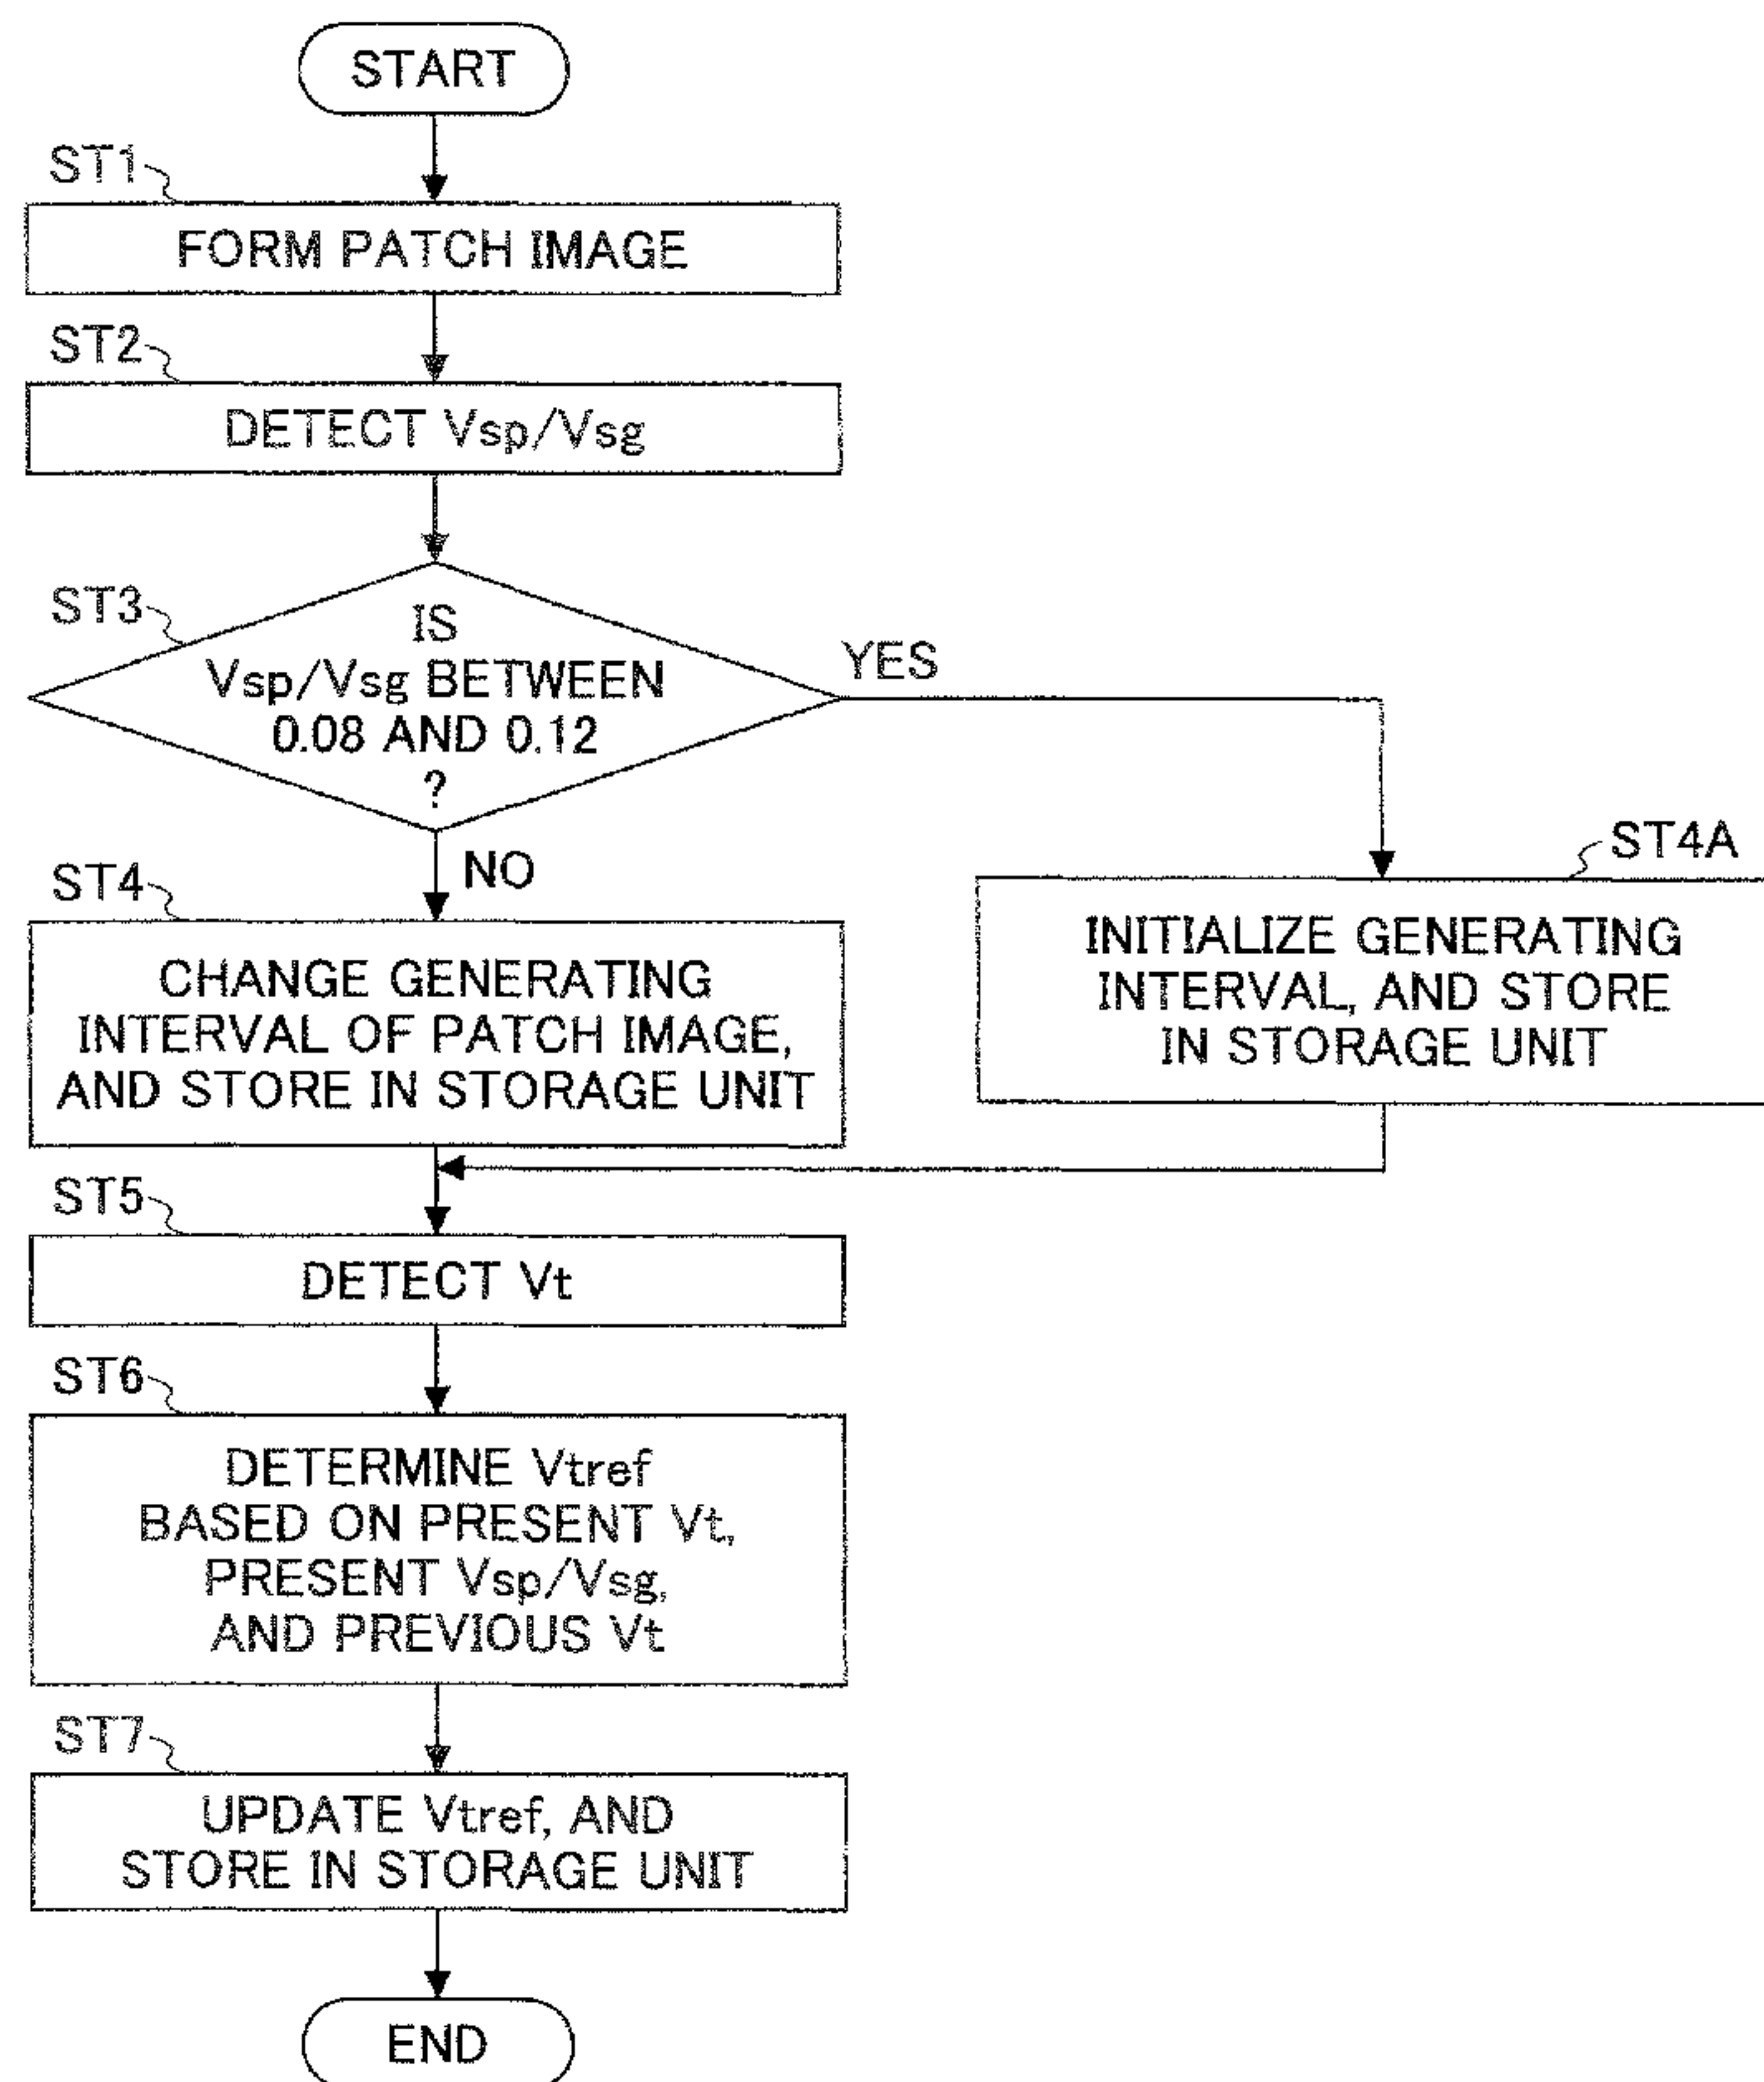 START
ST1
FORM PATCH IMAGE
ST2
DETECT Vsp/Vsg
ST3
IS
Vsp/Vsg BETWEEN
0.08 AND 0.12
?
YES
NO
ST4
CHANGE GENERATING
INTERVAL OF PATCH IMAGE,
AND STORE IN STORAGE UNIT
ST4A
INITIALIZE GENERATING
INTERVAL, AND STORE
IN STORAGE UNIT
ST5
DETECT Vt
ST6
DETERMINE Vtref
BASED ON PRESENT Vt,
PRESENT Vsp/Vsg,
AND PREVIOUS Vt
ST7
UPDATE Vtref, AND
STORE IN STORAGE UNIT
END